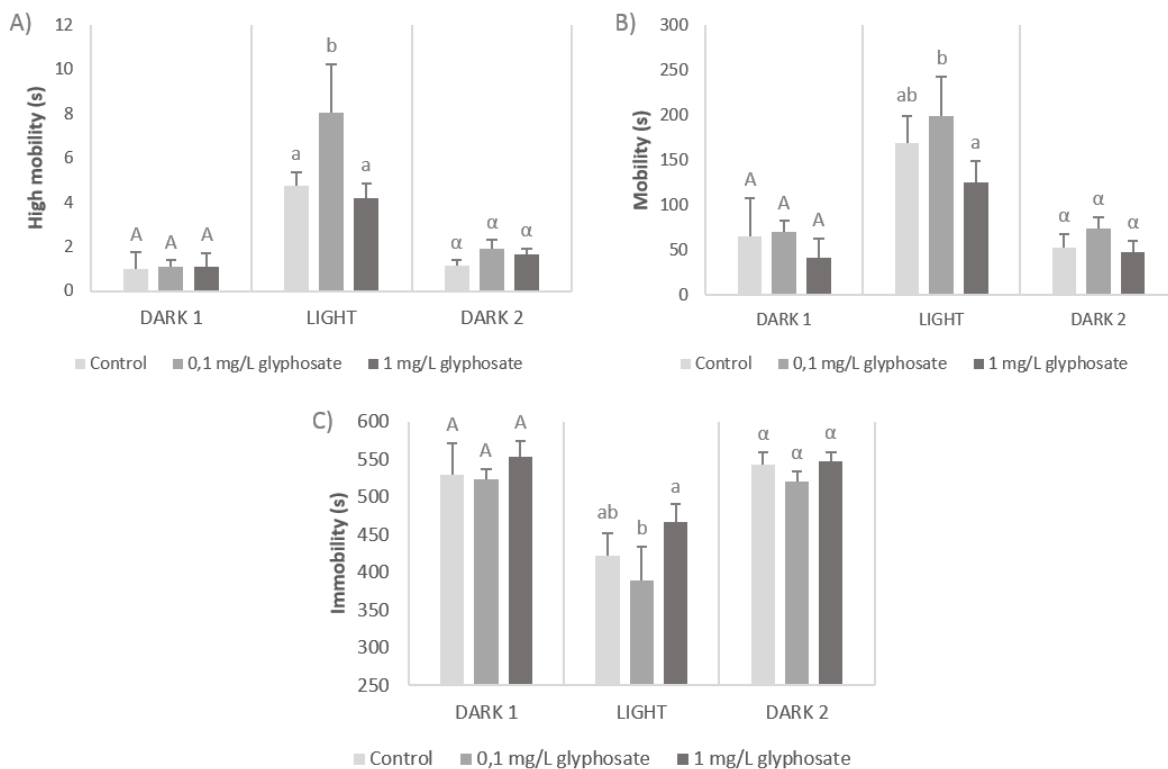 A)
High mobility (s)
12
10
8
6
4
2
0
A A A
a b a
α α α
DARK 1 LIGHT DARK 2
Control 0,1 mg/L glyphosate 1 mg/L glyphosate
B)
Mobility (s)
300
250
200
150
100
50
0
A A A
ab b a
α α α
DARK 1 LIGHT DARK 2
Control 0,1 mg/L glyphosate 1 mg/L glyphosate
C)
Immobility (s)
600
550
500
450
400
350
300
250
A A A
ab b a
α α α
DARK 1 LIGHT DARK 2
Control 0,1 mg/L glyphosate 1 mg/L glyphosate